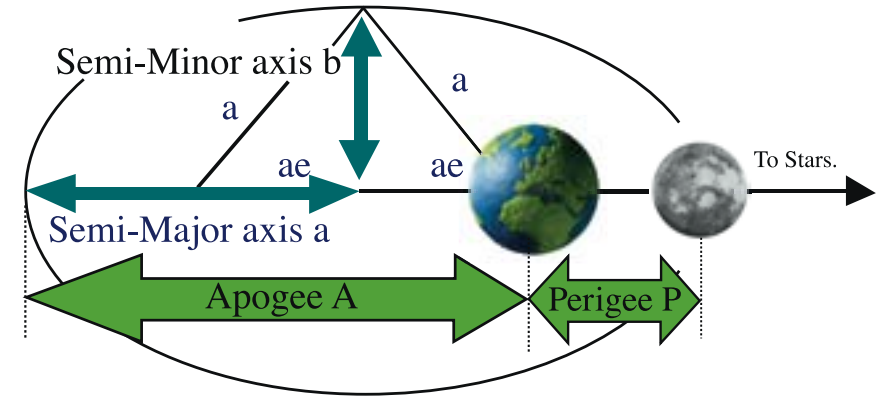 Semi-Minor axis b
a
a
ae
ae
To Stars.
Semi-Major axis a
Apogee A
Perigee P